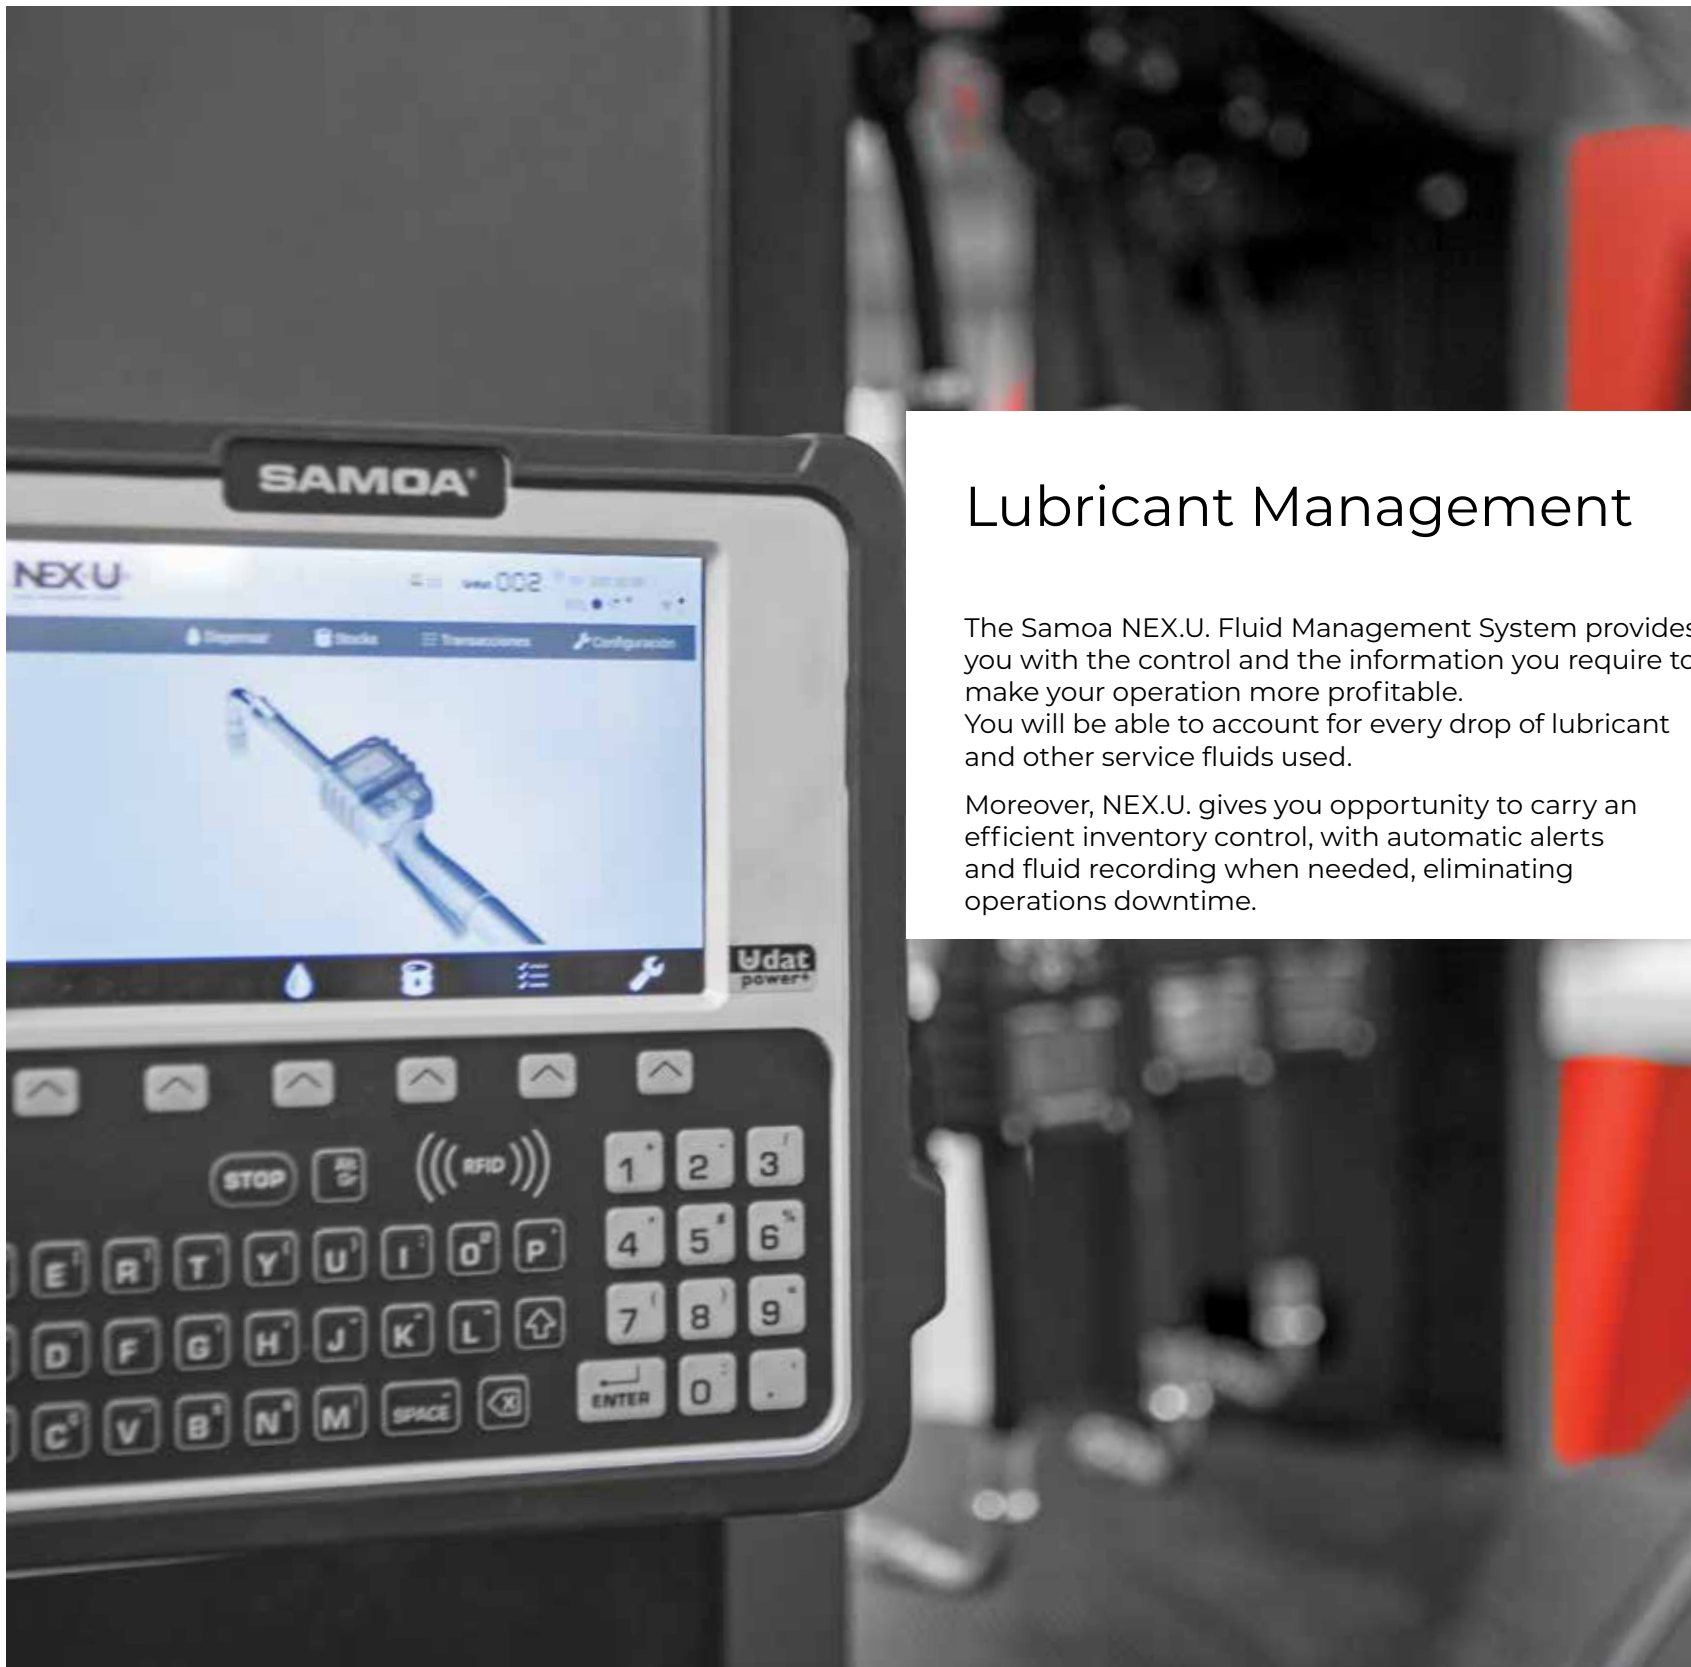 SAMOA®
NEX·U
002
Dispensar Stocks Transacciones Configuración
Udat
power+
STOP Alt Gr RFID 1 2 3
E R T Y U I O P 4 5 6
D F G H J K L 7 8 9
C V B N M SPACE ENTER 0 .
Lubricant Management
The Samoa NEX.U. Fluid Management System provides
you with the control and the information you require to
make your operation more profitable.
You will be able to account for every drop of lubricant
and other service fluids used.
Moreover, NEX.U. gives you opportunity to carry an
efficient inventory control, with automatic alerts
and fluid recording when needed, eliminating
operations downtime.